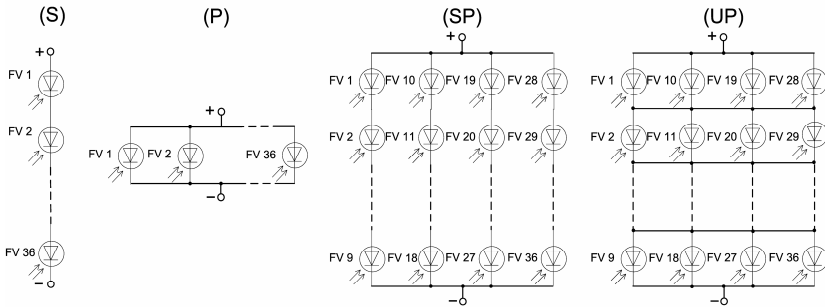 (S)
(P)
(SP)
(UP)
+
FV 1
FV 2
FV 36
−
+
FV 1
FV 2
FV 36
−
+
FV 1
FV 10
FV 19
FV 28
FV 2
FV 11
FV 20
FV 29
FV 9
FV 18
FV 27
FV 36
−
+
FV 1
FV 10
FV 19
FV 28
FV 2
FV 11
FV 20
FV 29
FV 9
FV 18
FV 27
FV 36
−